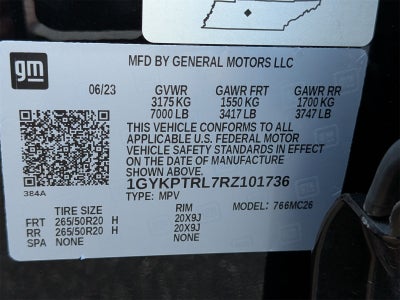 gm
MFD BY GENERAL MOTORS LLC
06/23 GVWR GAWR FRT GAWR RR
3175 KG 1550 KG 1700 KG
7000 LB 3417 LB 3747 LB
THIS VEHICLE CONFORMS TO ALL
APPLICABLE U.S. FEDERAL MOTOR
VEHICLE SAFETY STANDARDS IN
EFFECT ON THE DATE OF
MANUFACTURE SHOWN ABOVE.
1GYKPTRL7RZ101736
384A TYPE: MPV
TIRE SIZE RIM MODEL: 766MC26
FRT 265/50R20 H 20X9J
RR 265/50R20 H 20X9J
SPA NONE NONE